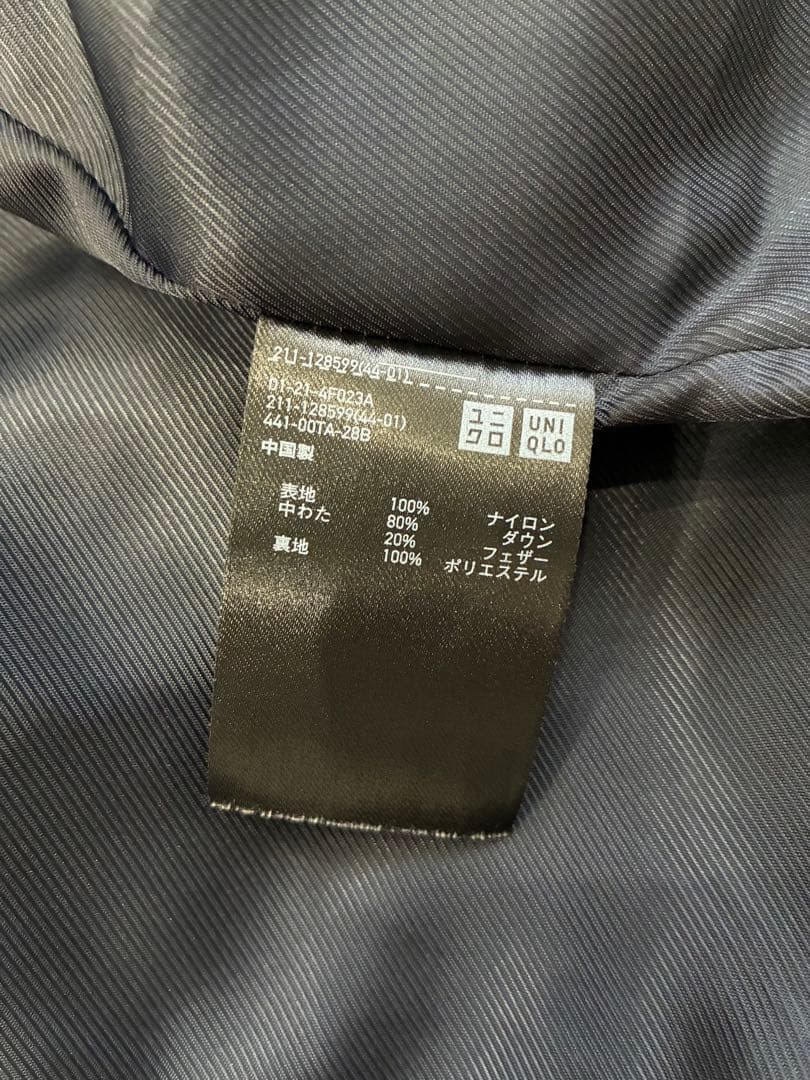 211-128599(44-01)
D1-21-4F023A
211-128599(44-01)
441-00TA-28B
ユニ
クロ
UNI
QLO
中国製
表地 100% ナイロン
中わた 80% ダウン
20% フェザー
裏地 100% ポリエステル